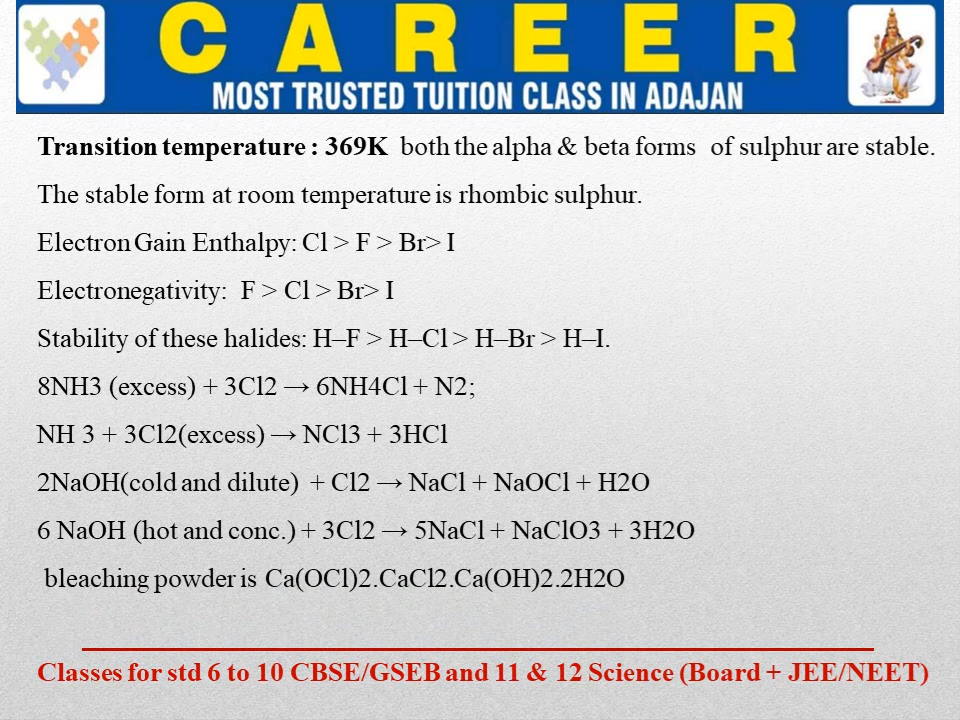 CAREER
MOST TRUSTED TUITION CLASS IN ADAJAN
Transition temperature : 369K both the alpha & beta forms of sulphur are stable.
The stable form at room temperature is rhombic sulphur.
Electron Gain Enthalpy: Cl > F > Br> I
Electronegativity: F > Cl > Br> I
Stability of these halides: H–F > H–Cl > H–Br > H–I.
8NH3 (excess) + 3Cl2 → 6NH4Cl + N2;
NH 3 + 3Cl2(excess) → NCl3 + 3HCl
2NaOH(cold and dilute) + Cl2 → NaCl + NaOCl + H2O
6 NaOH (hot and conc.) + 3Cl2 → 5NaCl + NaClO3 + 3H2O
bleaching powder is Ca(OCl)2.CaCl2.Ca(OH)2.2H2O
Classes for std 6 to 10 CBSE/GSEB and 11 & 12 Science (Board + JEE/NEET)